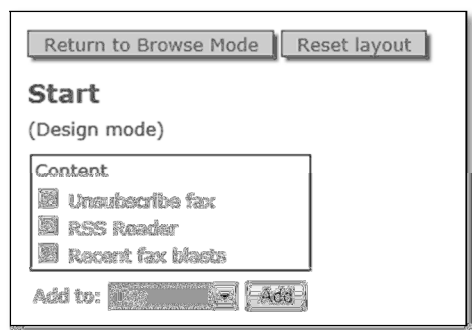 Return to Browse Mode Reset layout
Start
(Design mode)
Content
Unsubscribe fax
RSS Reader
Recent fax blasts
Add to: Add